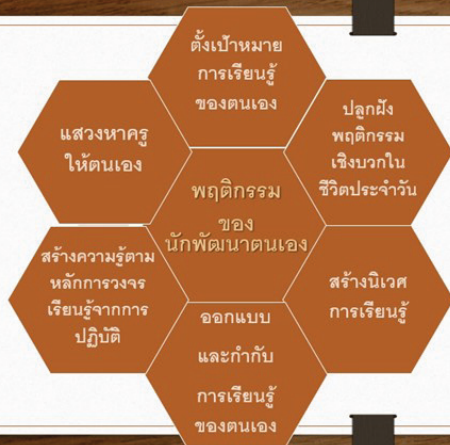 ตั้งเป้าหมาย
การเรียนรู้
ของตนเอง
ปลูกฝัง
พฤติกรรม
เชิงบวกใน
ชีวิตประจำวัน
สร้างนิเวศ
การเรียนรู้
ออกแบบ
และกำกับ
การเรียนรู้
ของตนเอง
สร้างความรู้ตาม
หลักการวงจร
เรียนรู้จากการ
ปฏิบัติ
แสวงหาครู
ให้ตนเอง
พฤติกรรม
ของ
นักพัฒนาตนเอง